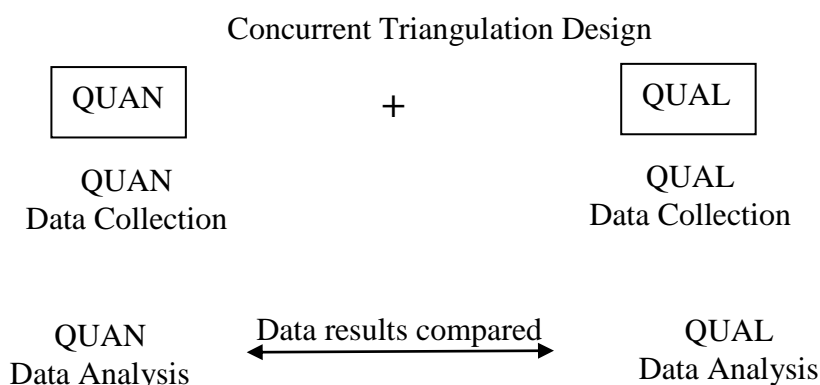 Concurrent Triangulation Design
QUAN
+
QUAL
QUAN
Data Collection
QUAL
Data Collection
QUAN
Data Analysis
Data results compared
QUAL
Data Analysis